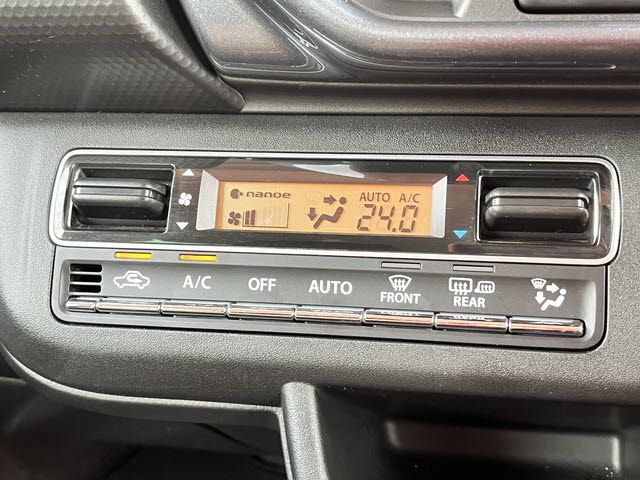 nanoe
AUTO A/C
24.0
A/C OFF AUTO FRONT REAR